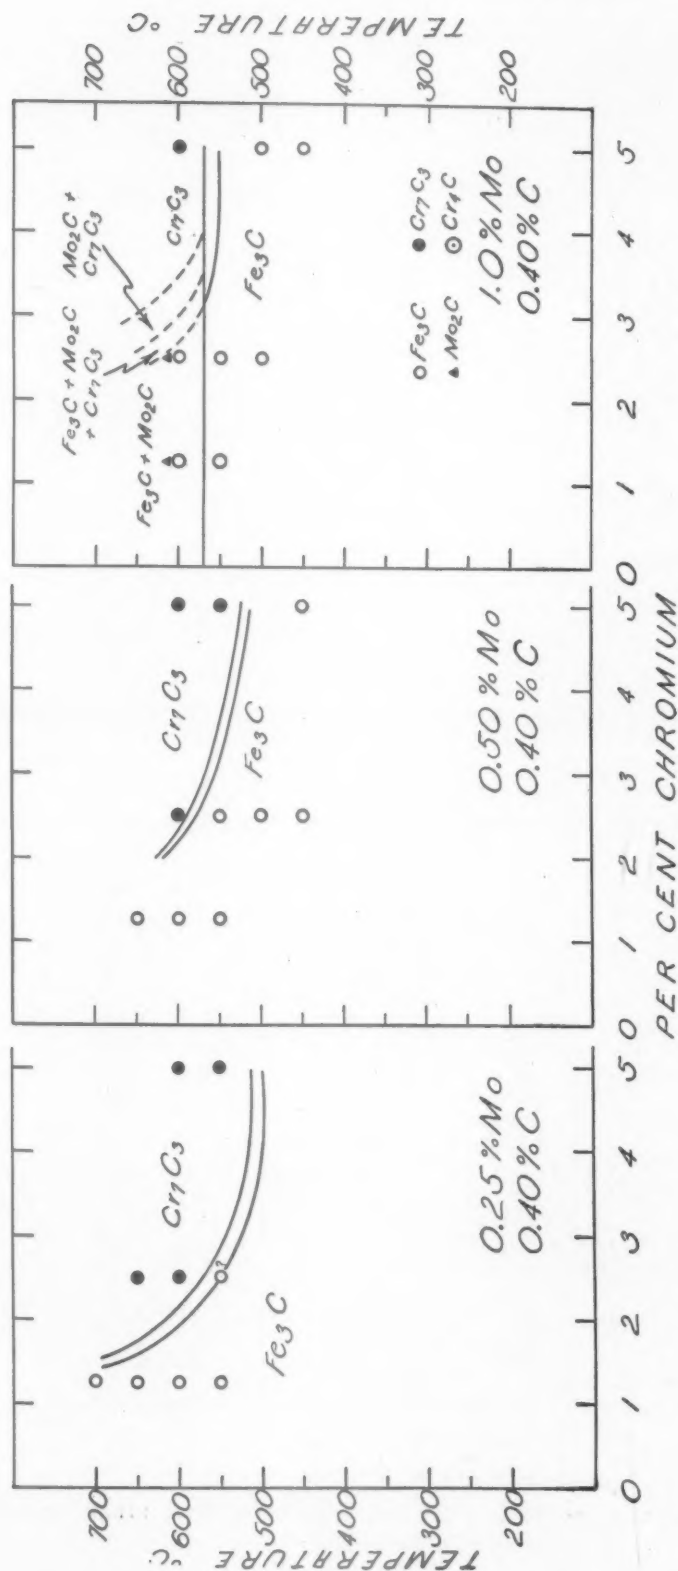 TEMPERATURE °C
700
600
500
400
300
200
Cr₇C₃
?
Fe₃C
0.25%Mo
0.40%C
0 1 2 3 4 5
Cr₇C₃
Fe₃C
0.50%Mo
0.40%C
0 1 2 3 4 5
Fe₃C + Mo₂C
+ Cr₇C₃
Mo₂C +
Cr₇C₃
Fe₃C + Mo₂C
Cr₇C₃
Fe₃C
○ Fe₃C ● Cr₇C₃
▲ Mo₂C ⊙ Cr₄C
1.0%Mo
0.40%C
0 1 2 3 4 5
700
600
500
400
300
200
TEMPERATURE °C
PER CENT CHROMIUM